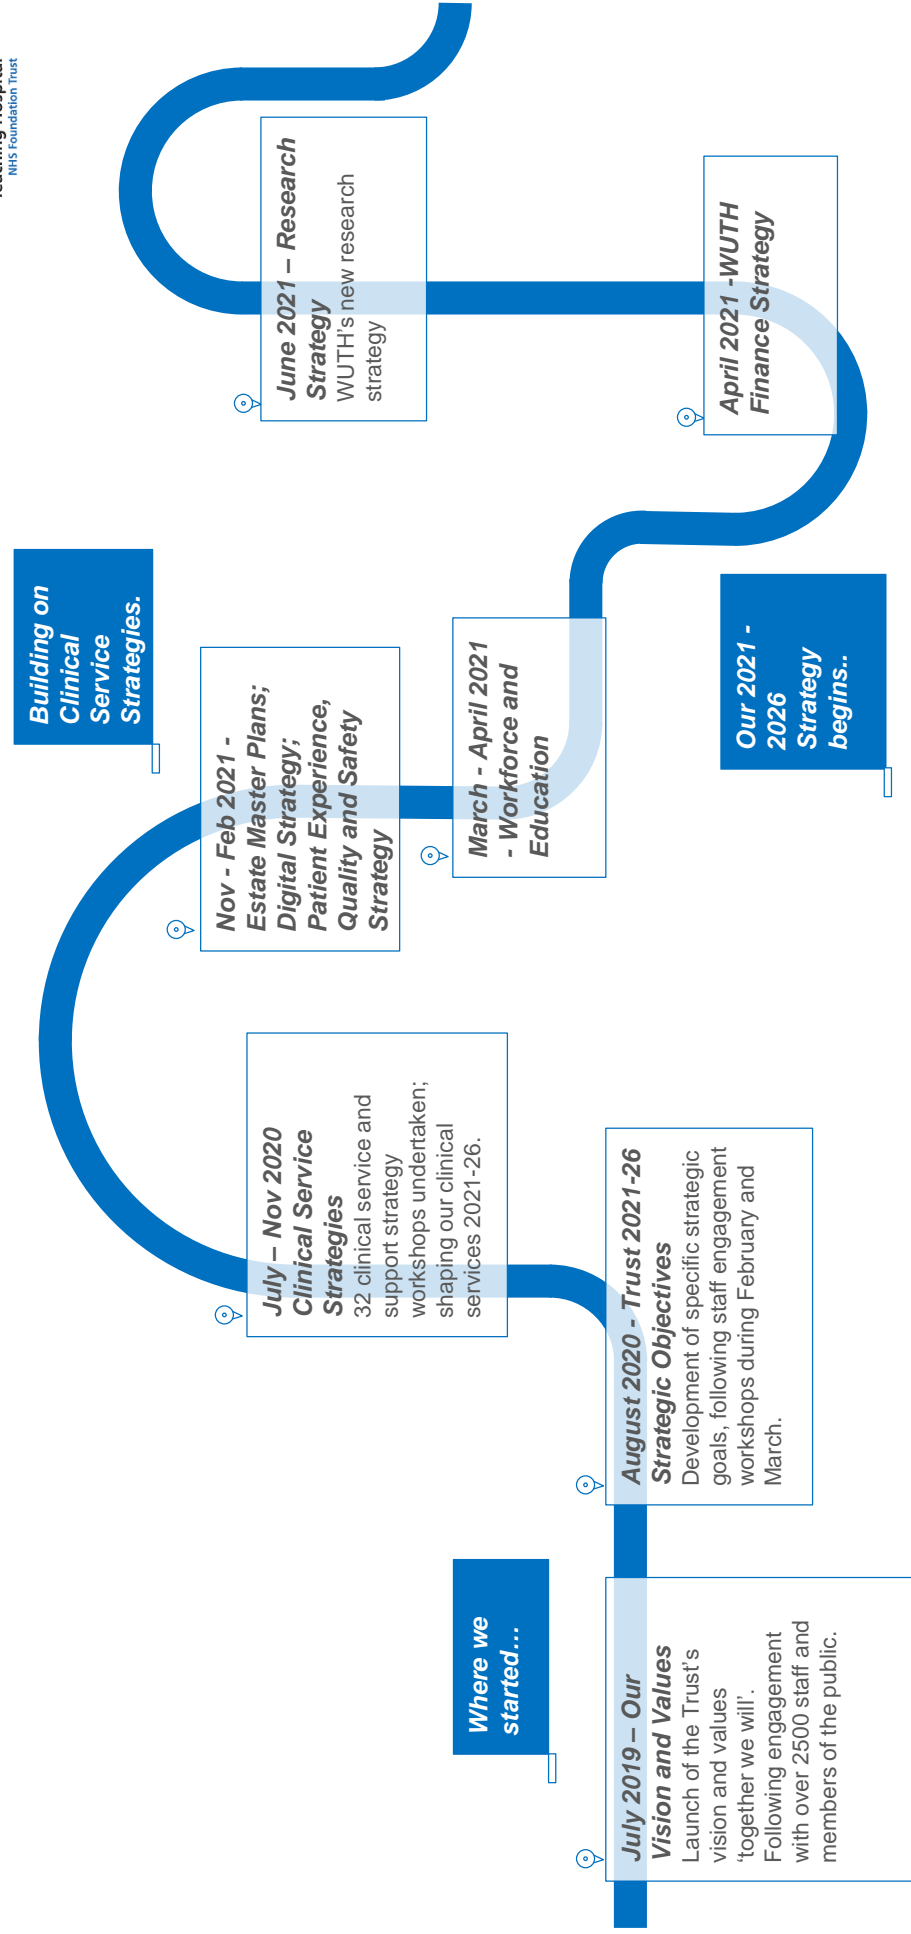 NHS Foundation Trust
Where we
started…
July 2019 – Our
Vision and Values
Launch of the Trust's
vision and values
'together we will'.
Following engagement
with over 2500 staff and
members of the public.
August 2020 - Trust 2021-26
Strategic Objectives
Development of specific strategic
goals, following staff engagement
workshops during February and
March.
July – Nov 2020
Clinical Service
Strategies
32 clinical service and
support strategy
workshops undertaken;
shaping our clinical
services 2021-26.
Building on
Clinical
Service
Strategies.
Nov - Feb 2021 -
Estate Master Plans;
Digital Strategy;
Patient Experience,
Quality and Safety
Strategy
March - April 2021
- Workforce and
Education
Our 2021 -
2026
Strategy
begins..
April 2021 -WUTH
Finance Strategy
June 2021 – Research
Strategy
WUTH's new research
strategy